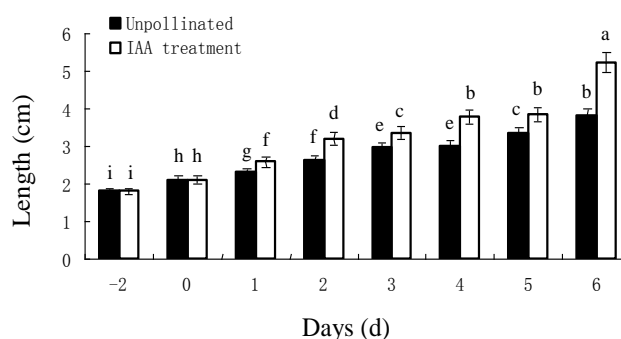 Unpollinated
IAA treatment
Length (cm)
6
5
4
3
2
1
0
i i h h g f f d e c e b c b b a
-2 0 1 2 3 4 5 6
Days (d)